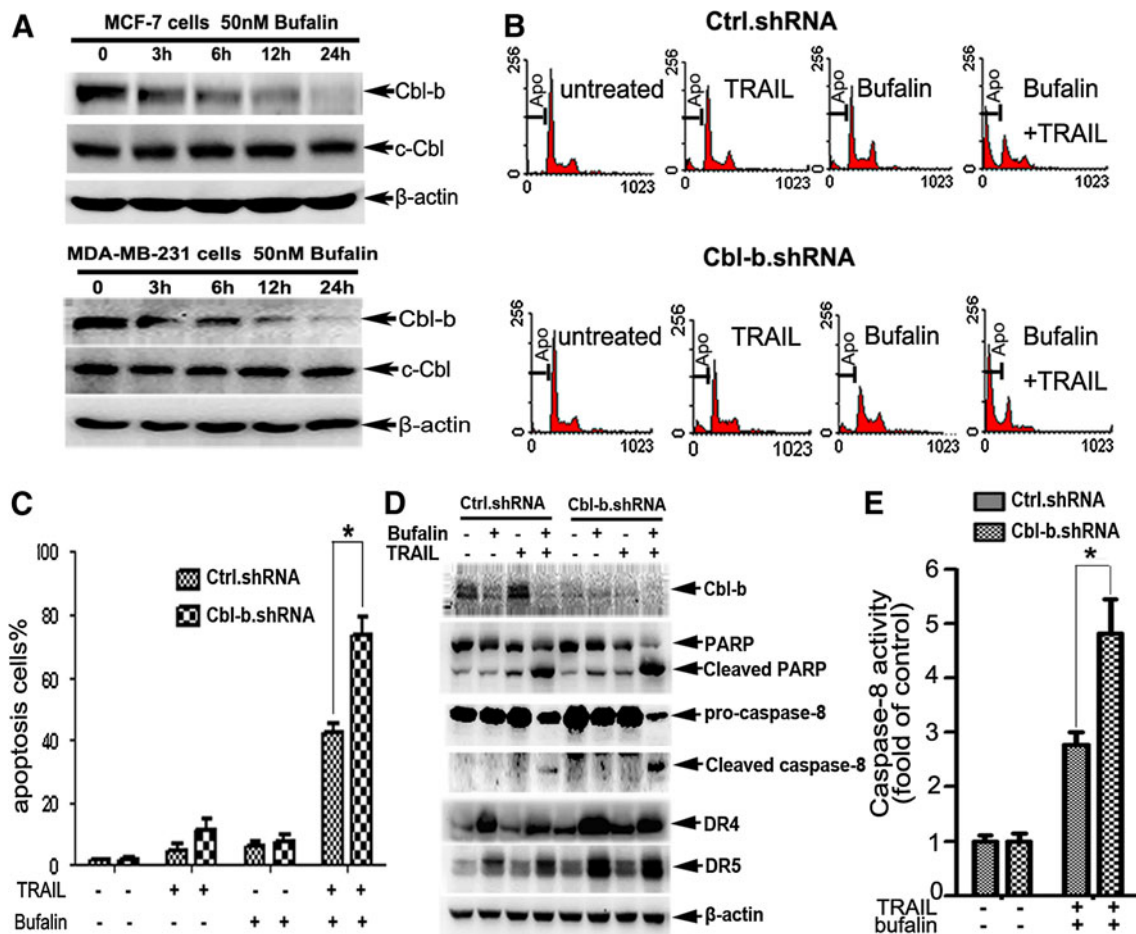 A
MCF-7 cells 50nM Bufalin
0 3h 6h 12h 24h
Cbl-b
c-Cbl
β-actin
MDA-MB-231 cells 50nM Bufalin
0 3h 6h 12h 24h
Cbl-b
c-Cbl
β-actin
B
Ctrl.shRNA
256 Apo untreated 0 0 1023
256 Apo TRAIL 0 0 1023
256 Apo Bufalin 0 0 1023
256 Apo Bufalin +TRAIL 0 0 1023
Cbl-b.shRNA
256 Apo untreated 0 0 1023
256 Apo TRAIL 0 0 1023
256 Apo Bufalin 0 0 1023
256 Apo Bufalin +TRAIL 0 0 1023
C
apoptosis cells%
100
80
60
40
20
0
Ctrl.shRNA
Cbl-b.shRNA
*
TRAIL - - + + - - + +
Bufalin - - - - + + + +
D
Ctrl.shRNA Cbl-b.shRNA
Bufalin - + - + - + - +
TRAIL - - + + - - + +
Cbl-b
PARP
Cleaved PARP
pro-caspase-8
Cleaved caspase-8
DR4
DR5
β-actin
E
Ctrl.shRNA
Cbl-b.shRNA
Caspase-8 activity
(foold of control)
6
5
4
3
2
1
0
*
TRAIL - - + +
bufalin - - + +